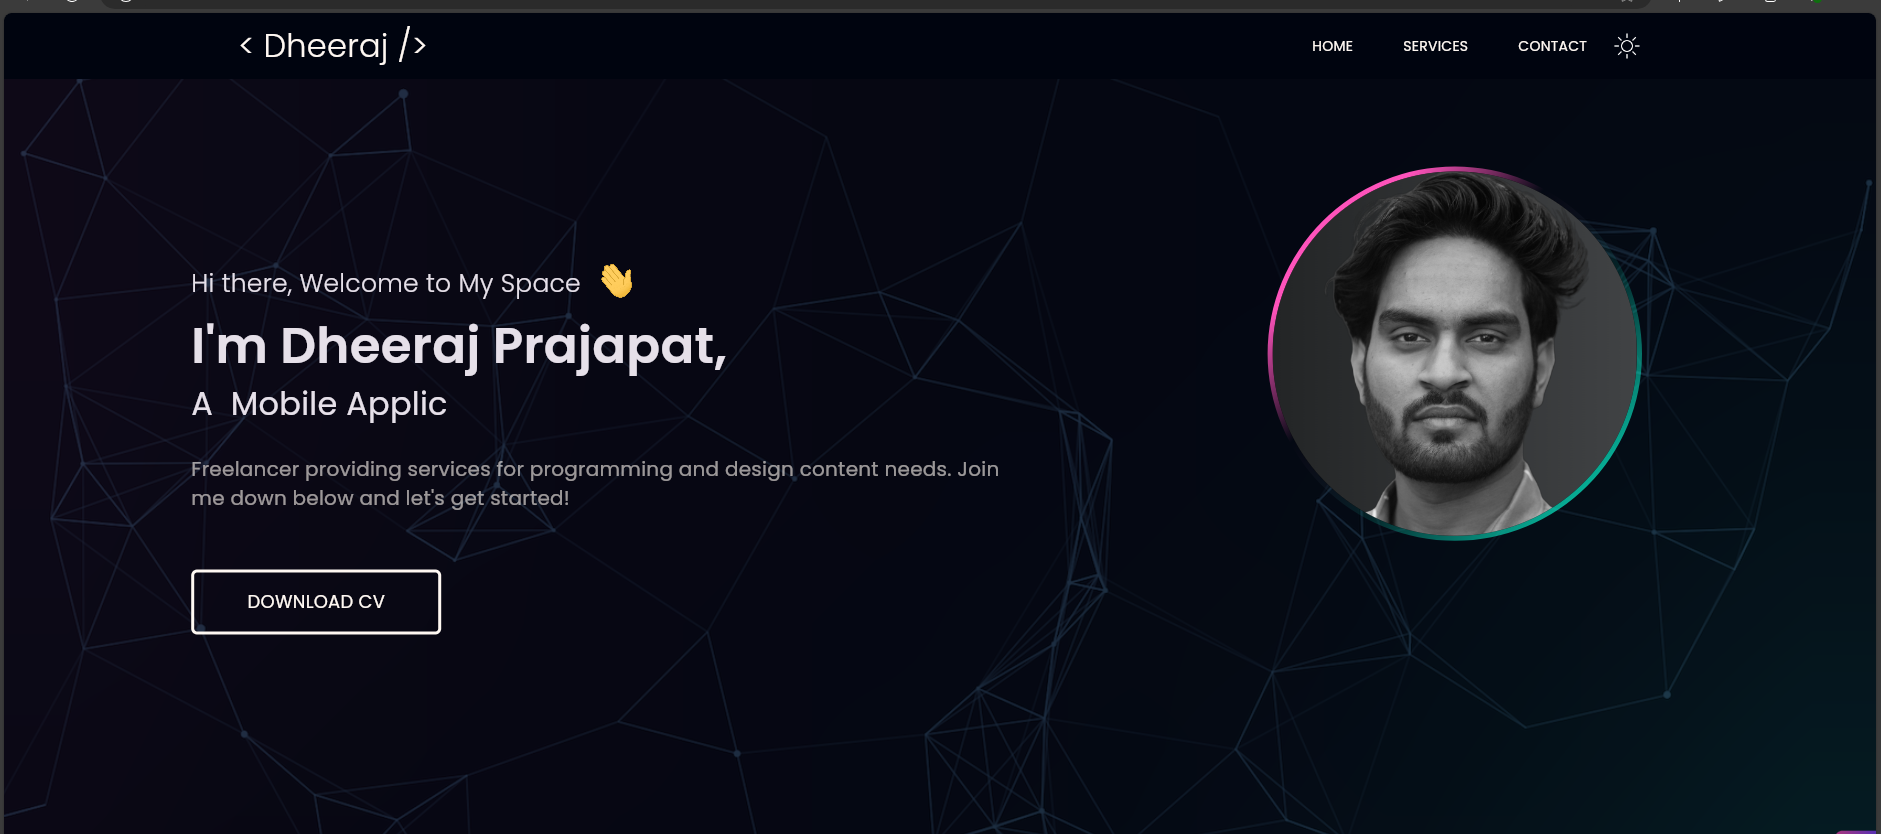 < Dheeraj />
HOME SERVICES CONTACT
Hi there, Welcome to My Space 👋
I'm Dheeraj Prajapat,
A Mobile Applic
Freelancer providing services for programming and design content needs. Join
me down below and let's get started!
DOWNLOAD CV